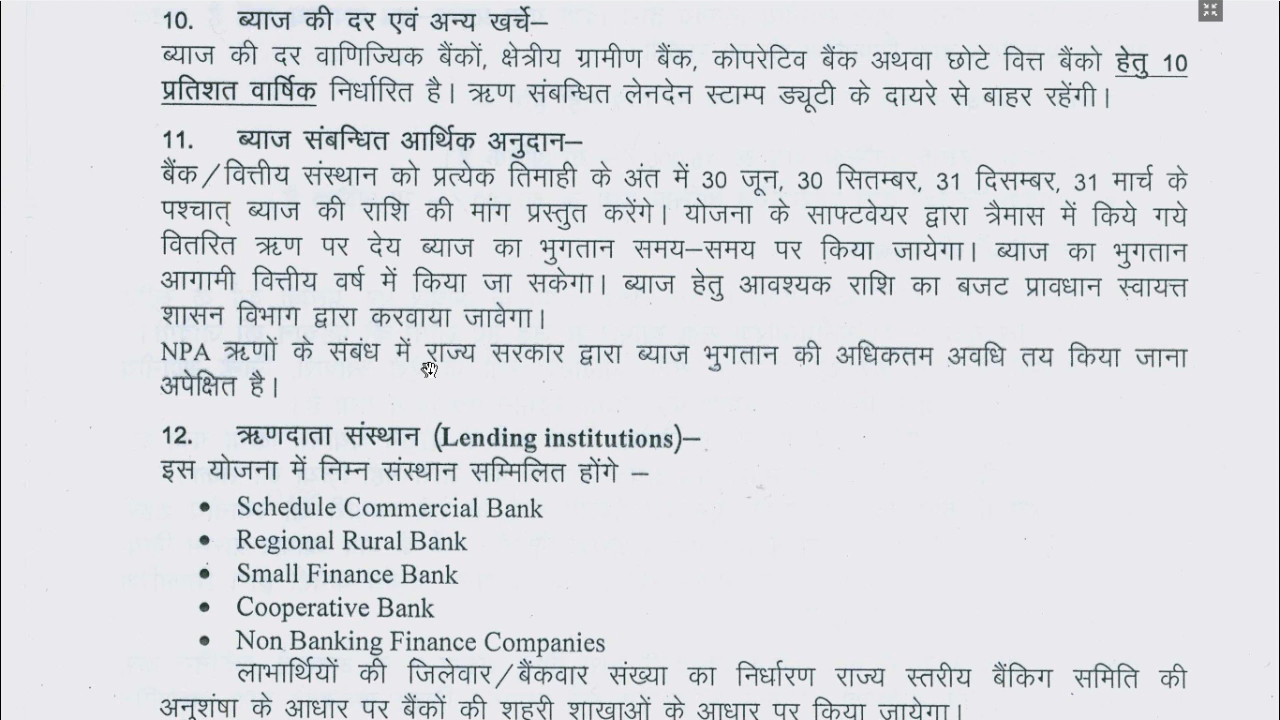 10. ब्याज की दर एवं अन्य खर्चे–
ब्याज की दर वाणिज्यिक बैंकों, क्षेत्रीय ग्रामीण बैंक, कोपरेटिव बैंक अथवा छोटे वित्त बैंको हेतु 10
प्रतिशत वार्षिक निर्धारित है। ऋण संबन्धित लेनदेन स्टाम्प ड्यूटी के दायरे से बाहर रहेंगी।
11. ब्याज संबन्धित आर्थिक अनुदान–
बैंक/वित्तीय संस्थान को प्रत्येक तिमाही के अंत में 30 जून, 30 सितम्बर, 31 दिसम्बर, 31 मार्च के
पश्चात् ब्याज की राशि की मांग प्रस्तुत करेंगे। योजना के साफ्टवेयर द्वारा त्रैमास में किये गये
वितरित ऋण पर देय ब्याज का भुगतान समय–समय पर किया जायेगा। ब्याज का भुगतान
आगामी वित्तीय वर्ष में किया जा सकेगा। ब्याज हेतु आवश्यक राशि का बजट प्रावधान स्वायत्त
शासन विभाग द्वारा करवाया जावेगा।
NPA ऋणों के संबंध में राज्य सरकार द्वारा ब्याज भुगतान की अधिकतम अवधि तय किया जाना
अपेक्षित है।
12. ऋणदाता संस्थान (Lending institutions)–
इस योजना में निम्न संस्थान सम्मिलित होंगे –
• Schedule Commercial Bank
• Regional Rural Bank
• Small Finance Bank
• Cooperative Bank
• Non Banking Finance Companies
लाभार्थियों की जिलेवार/बैंकवार संख्या का निर्धारण राज्य स्तरीय बैंकिग समिति की
अनुशंषा के आधार पर बैंकों की शहरी शाखाओं के आधार पर किया जायेगा।